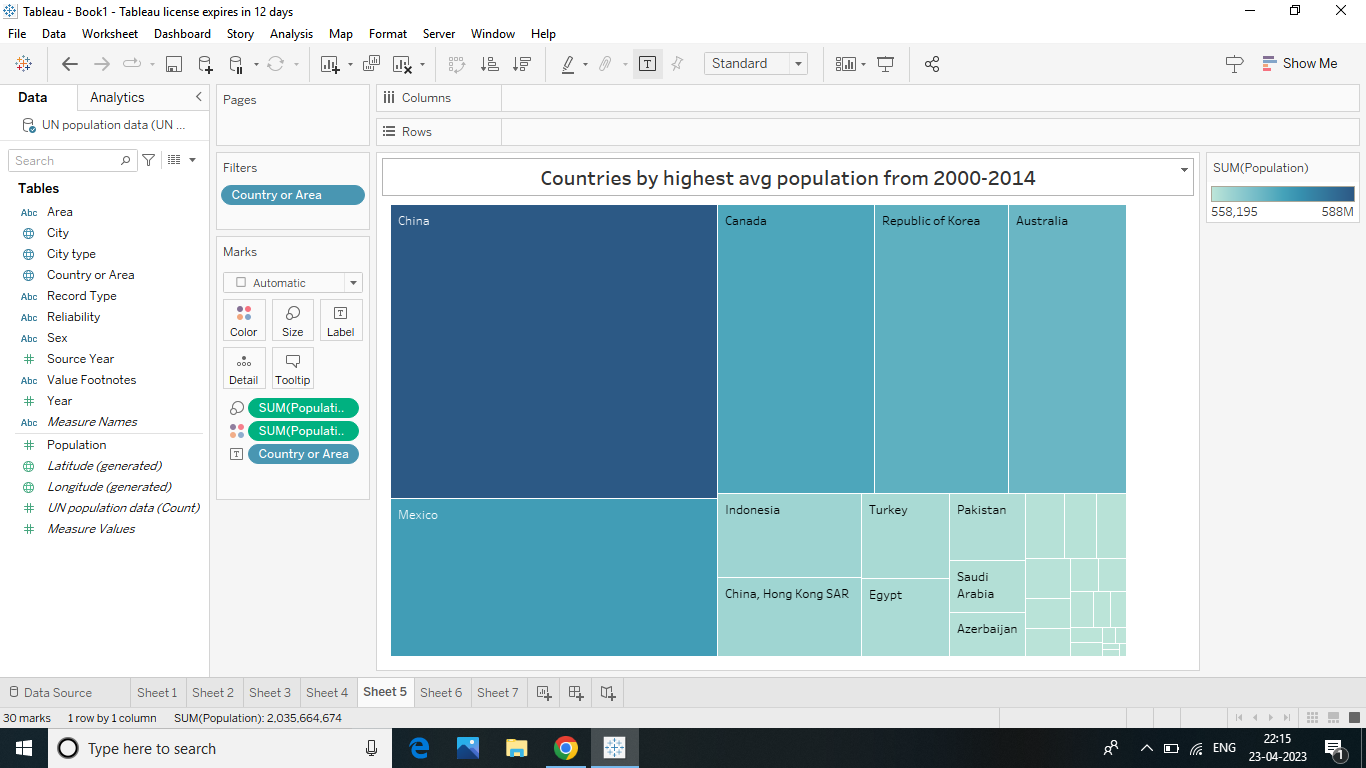 Tableau - Book1 - Tableau license expires in 12 days
File Data Worksheet Dashboard Story Analysis Map Format Server Window Help
Standard
Show Me
Data Analytics
UN population data (UN ...
Search
Tables
Abc Area
City
City type
Country or Area
Abc Record Type
Abc Reliability
Abc Sex
Source Year
Abc Value Footnotes
Year
Abc Measure Names
Population
Latitude (generated)
Longitude (generated)
UN population data (Count)
Measure Values
Pages
Filters
Country or Area
Marks
Automatic
Color Size Label
Detail Tooltip
SUM(Populati..
SUM(Populati..
Country or Area
Columns
Rows
Countries by highest avg population from 2000-2014
China
Canada
Republic of Korea
Australia
Mexico
Indonesia
Turkey
Pakistan
China, Hong Kong SAR
Egypt
Saudi
Arabia
Azerbaijan
SUM(Population)
558,195 588M
Data Source Sheet 1 Sheet 2 Sheet 3 Sheet 4 Sheet 5 Sheet 6 Sheet 7
30 marks 1 row by 1 column SUM(Population): 2,035,664,674
Type here to search
ENG
22:15
23-04-2023
1